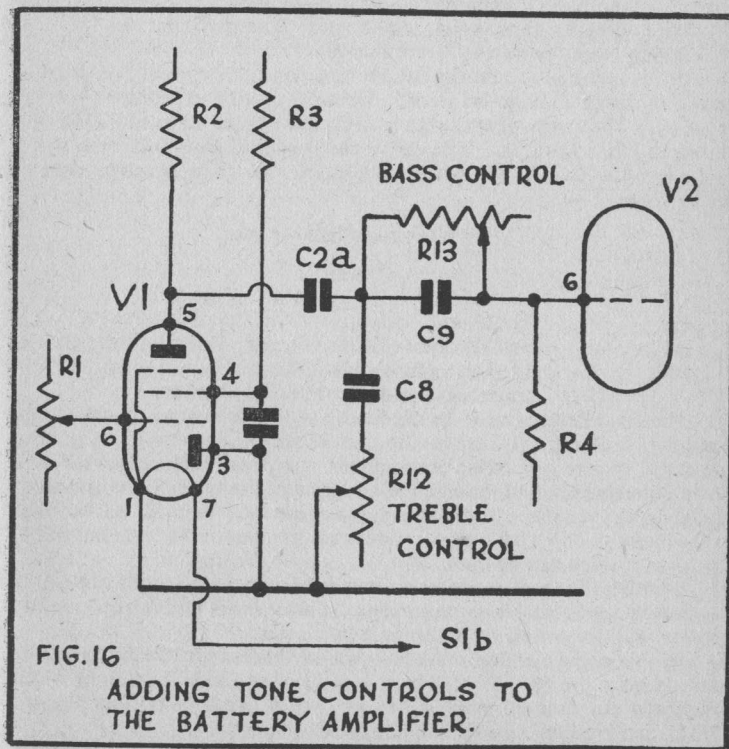 R2
R3
BASS CONTROL
V2
R13
C2a
6
V1
5
C9
R1
4
C8
6
3
R4
R12
TREBLE
CONTROL
1
7
S1b
FIG.16
ADDING TONE CONTROLS TO
THE BATTERY AMPLIFIER.